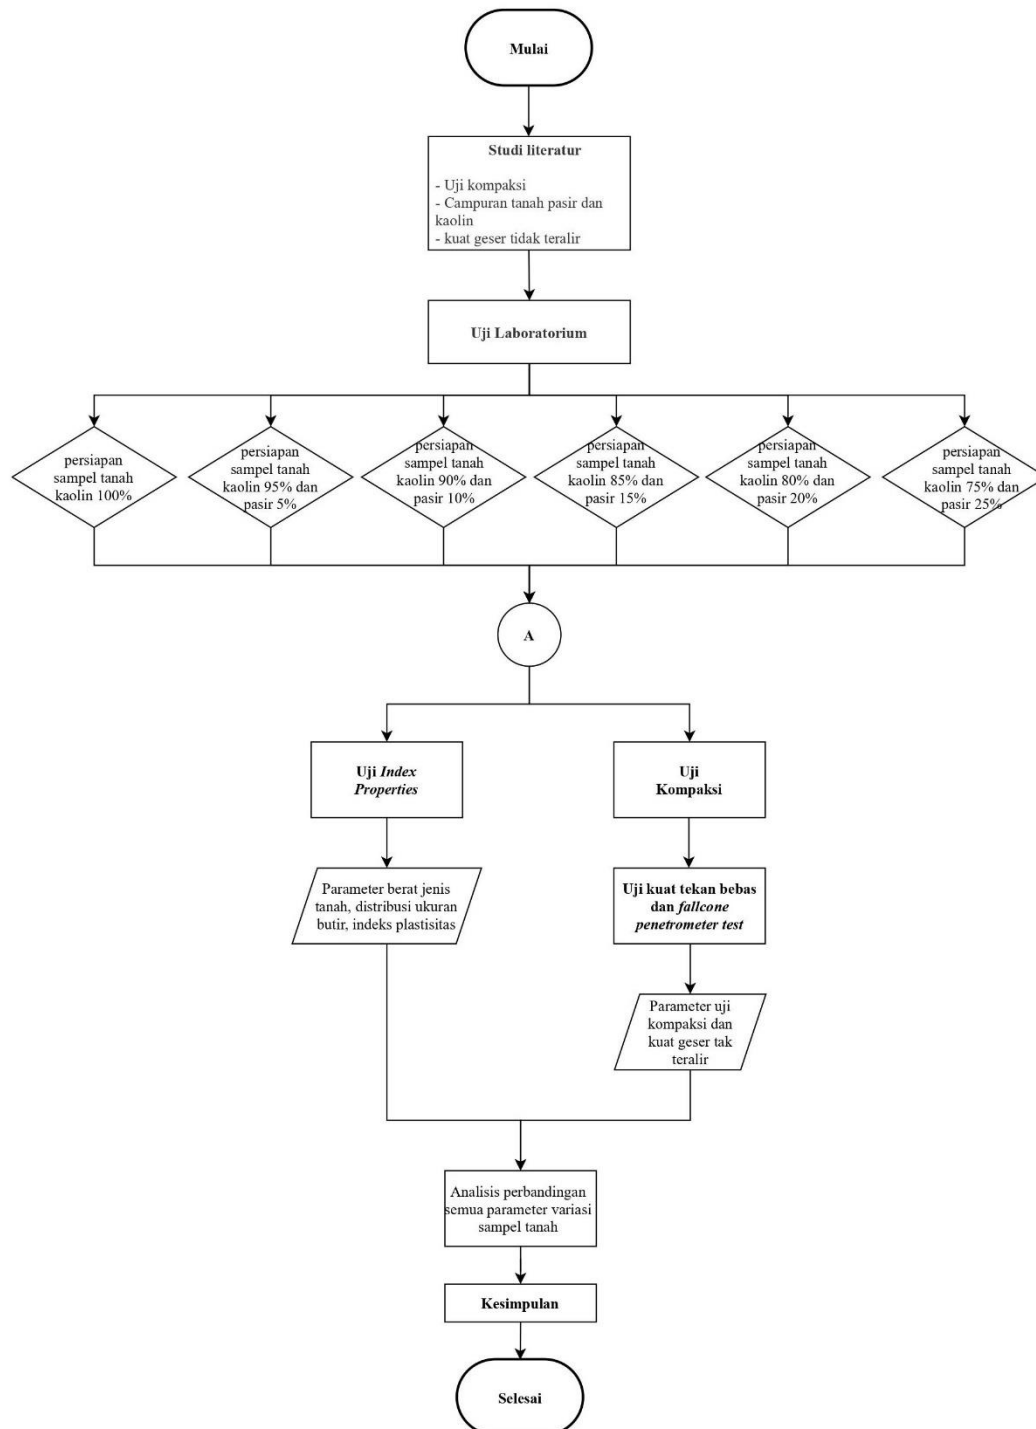 Mulai
Studi literatur
- Uji kompaksi
- Campuran tanah pasir dan
kaolin
- kuat geser tidak teralir
Uji Laboratorium
persiapan
sampel tanah
kaolin 100%
persiapan
sampel tanah
kaolin 95% dan
pasir 5%
persiapan
sampel tanah
kaolin 90% dan
pasir 10%
persiapan
sampel tanah
kaolin 85% dan
pasir 15%
persiapan
sampel tanah
kaolin 80% dan
pasir 20%
persiapan
sampel tanah
kaolin 75% dan
pasir 25%
A
Uji Index
Properties
Uji
Kompaksi
Parameter berat jenis
tanah, distribusi ukuran
butir, indeks plastisitas
Uji kuat tekan bebas
dan fallcone
penetrometer test
Parameter uji
kompaksi dan
kuat geser tak
teralir
Analisis perbandingan
semua parameter variasi
sampel tanah
Kesimpulan
Selesai